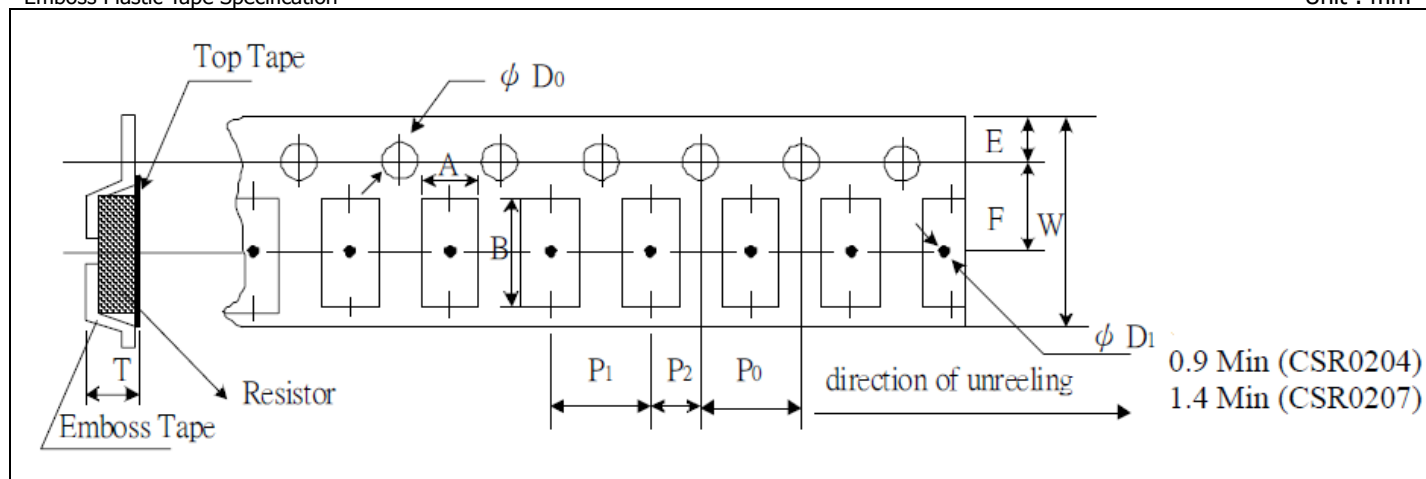 Emboss Plastic Tape Specification
Unit：mm
Top Tape
ϕ D0
E
A
F
W
B
ϕ D1
0.9 Min (CSR0204)
1.4 Min (CSR0207)
P1
P2
P0
direction of unreeling
T
Resistor
Emboss Tape